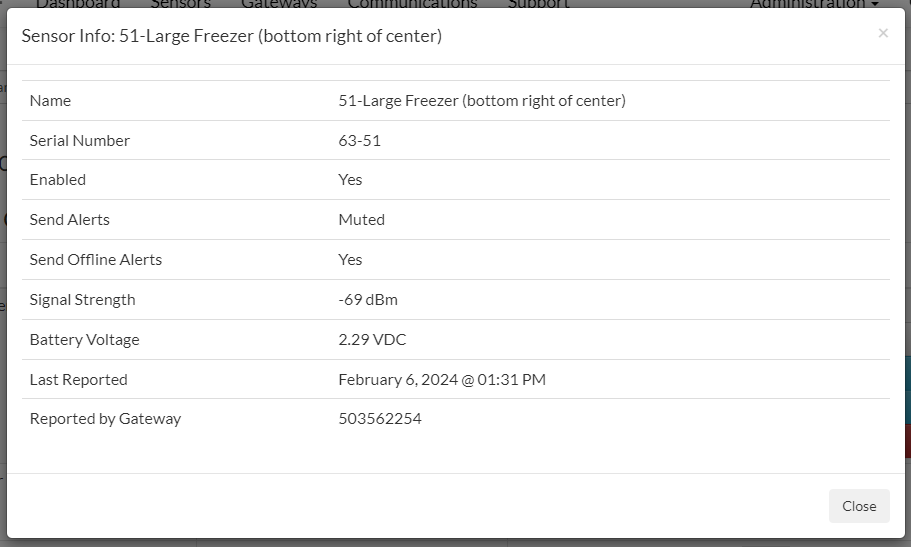 Dashboard Sensors Gateways Communications Support Administration
Sensor Info: 51-Large Freezer (bottom right of center) ×
Name 51-Large Freezer (bottom right of center)
Serial Number 63-51
Enabled Yes
Send Alerts Muted
Send Offline Alerts Yes
Signal Strength -69 dBm
Battery Voltage 2.29 VDC
Last Reported February 6, 2024 @ 01:31 PM
Reported by Gateway 503562254
Close